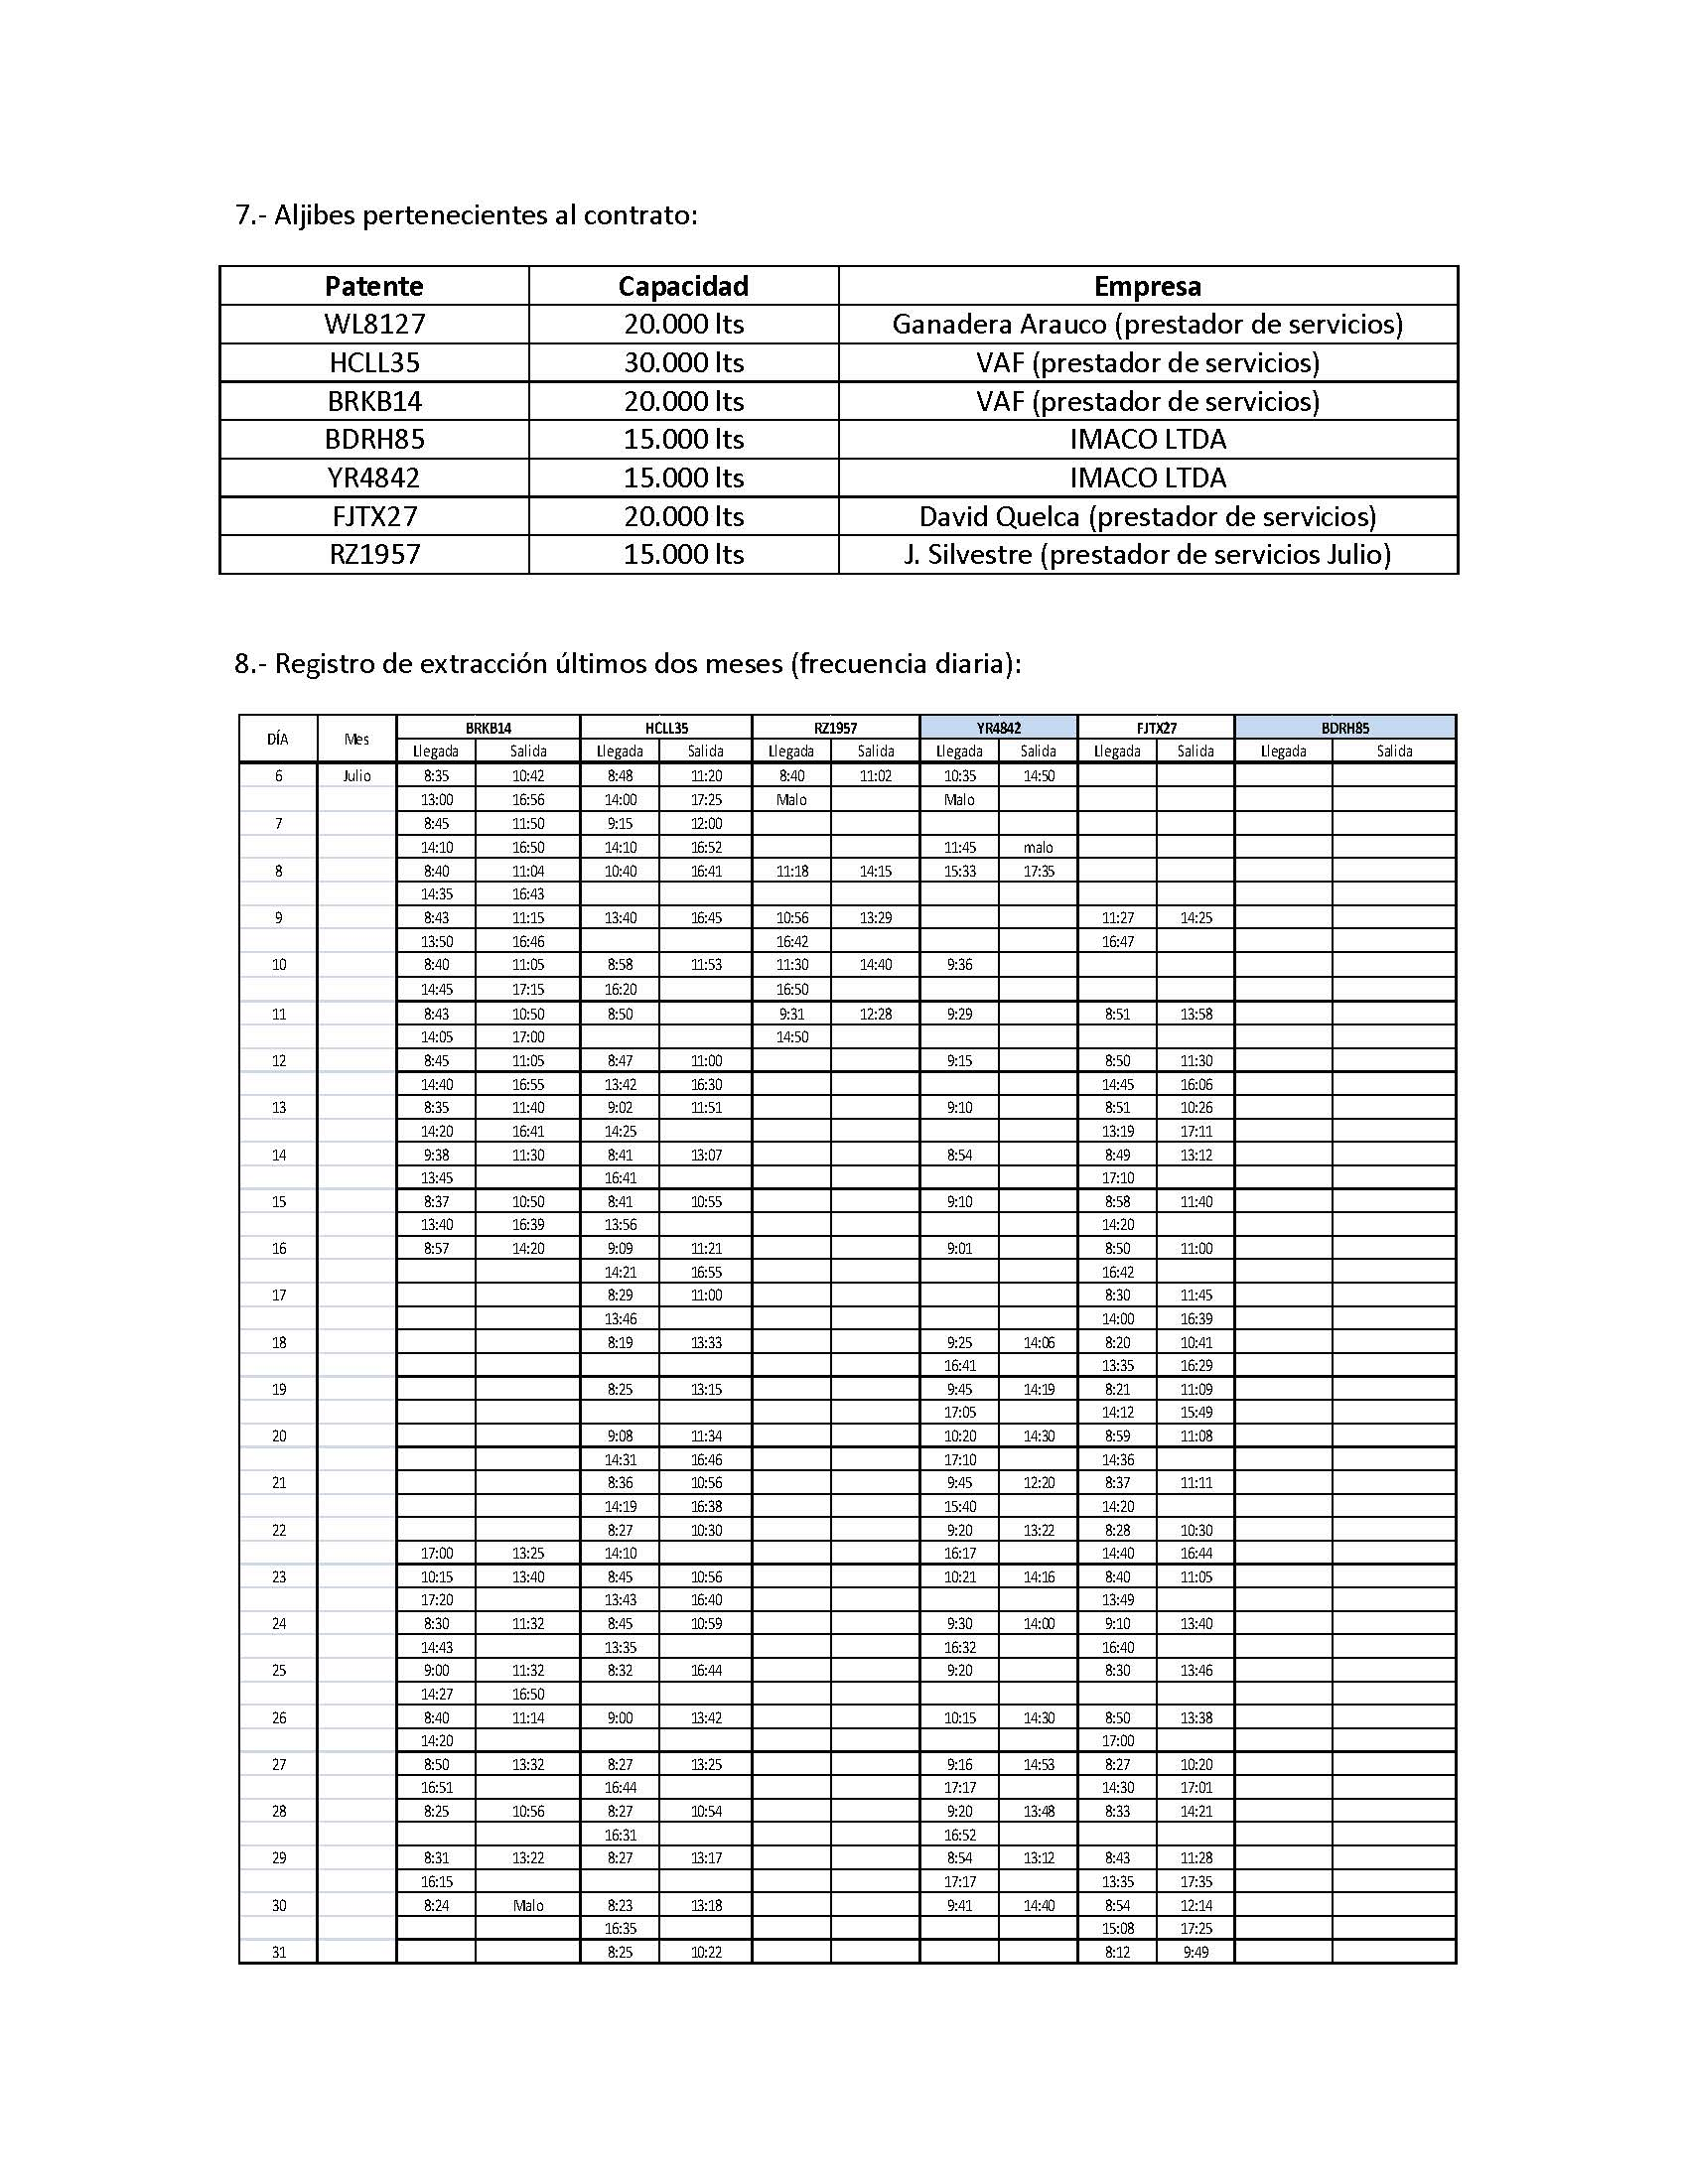 7.- Aljibes pertenecientes al contrato:
Patente Capacidad Empresa
WL8127 20.000 lts Ganadera Arauco (prestador de servicios)
HCLL35 30.000 lts VAF (prestador de servicios)
BRKB14 20.000 lts VAF (prestador de servicios)
BDRH85 15.000 lts IMACO LTDA
YR4842 15.000 lts IMACO LTDA
FJTX27 20.000 lts David Quelca (prestador de servicios)
RZ1957 15.000 lts J. Silvestre (prestador de servicios Julio)
8.- Registro de extracción últimos dos meses (frecuencia diaria):
DÍA Mes BRKB14 HCLL35 RZ1957 YR4842 FJTX27 BDRH85
Llegada Salida Llegada Salida Llegada Salida Llegada Salida Llegada Salida Llegada Salida
6 Julio 8:35 10:42 8:48 11:20 8:40 11:02 10:35 14:50
13:00 16:56 14:00 17:25 Malo Malo
7 8:45 11:50 9:15 12:00
14:10 16:50 14:10 16:52 11:45 malo
8 8:40 11:04 10:40 16:41 11:18 14:15 15:33 17:35
14:35 16:43
9 8:43 11:15 13:40 16:45 10:56 13:29 11:27 14:25
13:50 16:46 16:42 16:47
10 8:40 11:05 8:58 11:53 11:30 14:40 9:36
14:45 17:15 16:20 16:50
11 8:43 10:50 8:50 9:31 12:28 9:29 8:51 13:58
14:05 17:00 14:50
12 8:45 11:05 8:47 11:00 9:15 8:50 11:30
14:40 16:55 13:42 16:30 14:45 16:06
13 8:35 11:40 9:02 11:51 9:10 8:51 10:26
14:20 16:41 14:25 13:19 17:11
14 9:38 11:30 8:41 13:07 8:54 8:49 13:12
13:45 16:41 17:10
15 8:37 10:50 8:41 10:55 9:10 8:58 11:40
13:40 16:39 13:56 14:20
16 8:57 14:20 9:09 11:21 9:01 8:50 11:00
14:21 16:55 16:42
17 8:29 11:00 8:30 11:45
13:46 14:00 16:39
18 8:19 13:33 9:25 14:06 8:20 10:41
16:41 13:35 16:29
19 8:25 13:15 9:45 14:19 8:21 11:09
17:05 14:12 15:49
20 9:08 11:34 10:20 14:30 8:59 11:08
14:31 16:46 17:10 14:36
21 8:36 10:56 9:45 12:20 8:37 11:11
14:19 16:38 15:40 14:20
22 8:27 10:30 9:20 13:22 8:28 10:30
17:00 13:25 14:10 16:17 14:40 16:44
23 10:15 13:40 8:45 10:56 10:21 14:16 8:40 11:05
17:20 13:43 16:40 13:49
24 8:30 11:32 8:45 10:59 9:30 14:00 9:10 13:40
14:43 13:35 16:32 16:40
25 9:00 11:32 8:32 16:44 9:20 8:30 13:46
14:27 16:50
26 8:40 11:14 9:00 13:42 10:15 14:30 8:50 13:38
14:20 17:00
27 8:50 13:32 8:27 13:25 9:16 14:53 8:27 10:20
16:51 16:44 17:17 14:30 17:01
28 8:25 10:56 8:27 10:54 9:20 13:48 8:33 14:21
16:31 16:52
29 8:31 13:22 8:27 13:17 8:54 13:12 8:43 11:28
16:15 17:17 13:35 17:35
30 8:24 Malo 8:23 13:18 9:41 14:40 8:54 12:14
16:35 15:08 17:25
31 8:25 10:22 8:12 9:49